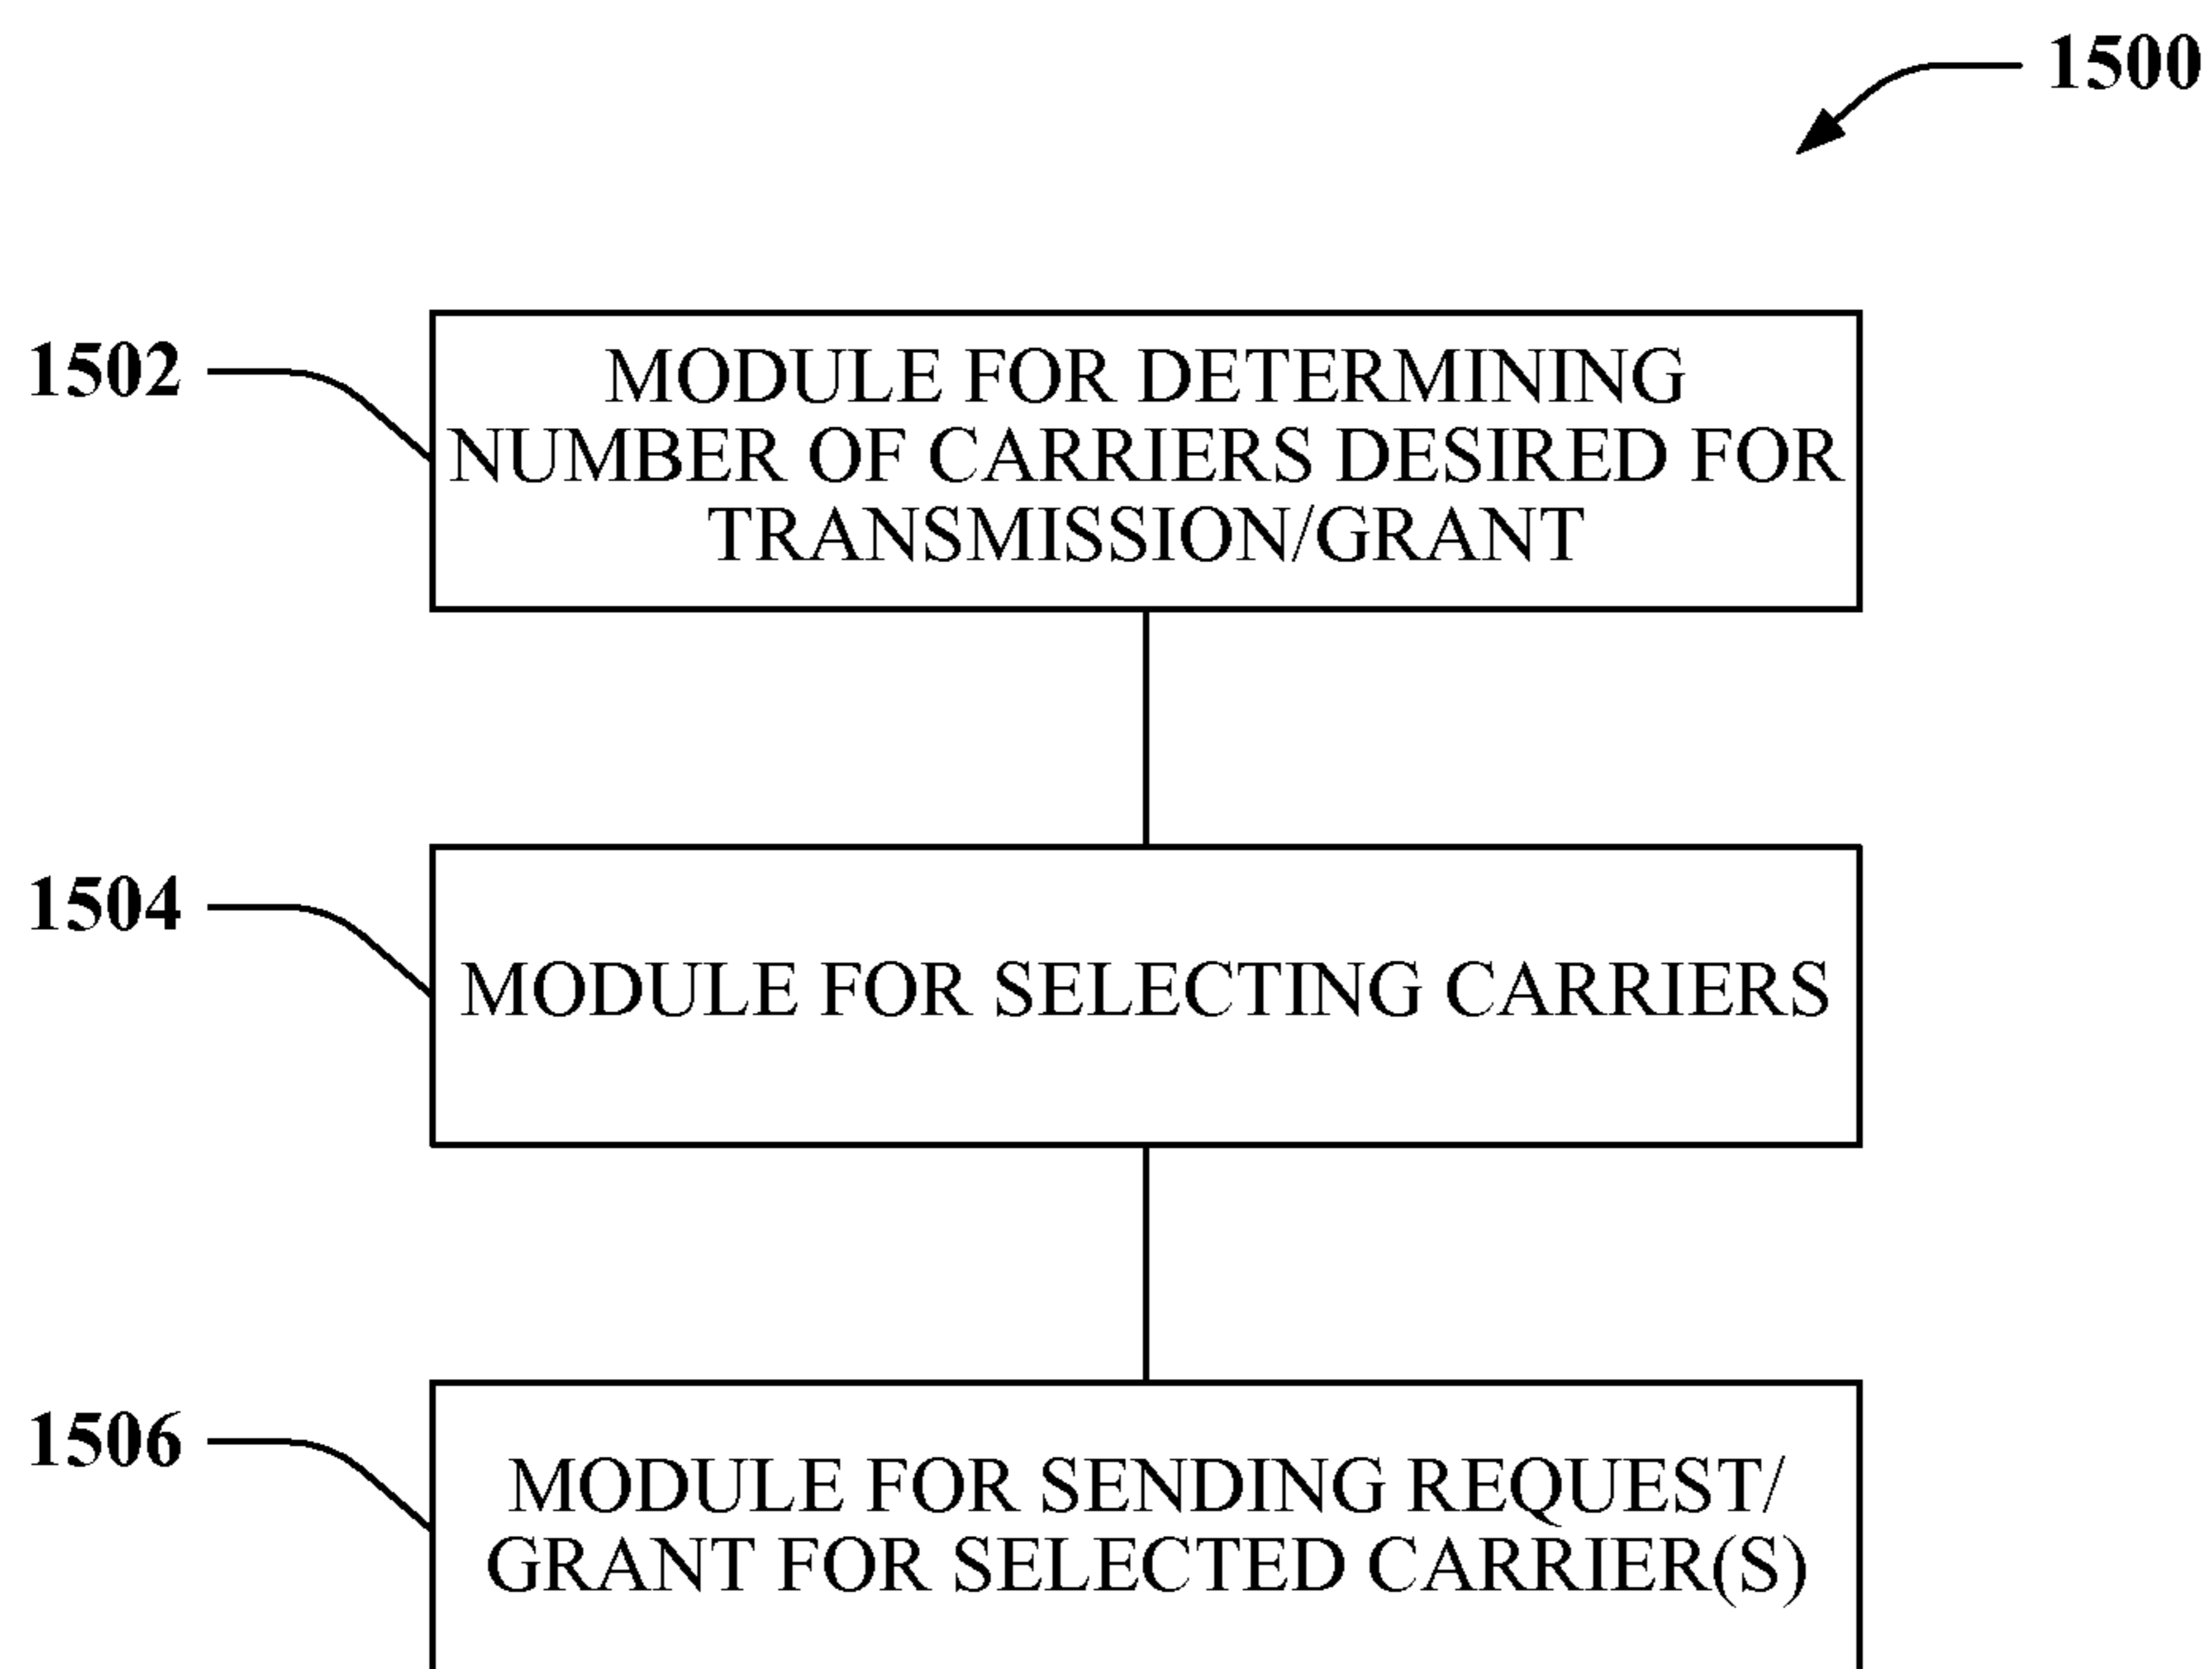 1500
1502
MODULE FOR DETERMINING
NUMBER OF CARRIERS DESIRED FOR
TRANSMISSION/GRANT
1504
MODULE FOR SELECTING CARRIERS
1506
MODULE FOR SENDING REQUEST/
GRANT FOR SELECTED CARRIER(S)